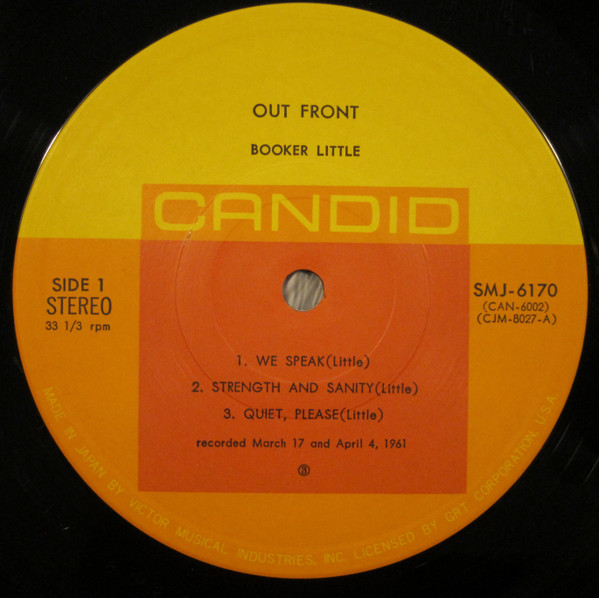 OUT FRONT
BOOKER LITTLE
CANDID
SIDE 1
STEREO
33 1/3 rpm
SMJ-6170
(CAN-6002)
(CJM-8027-A)
1. WE SPEAK(Little)
2. STRENGTH AND SANITY(Little)
3. QUIET, PLEASE(Little)
recorded March 17 and April 4, 1961
MADE IN JAPAN BY VICTOR MUSICAL INDUSTRIES, INC. LICENSED BY GRT CORPORATION, U.S.A.